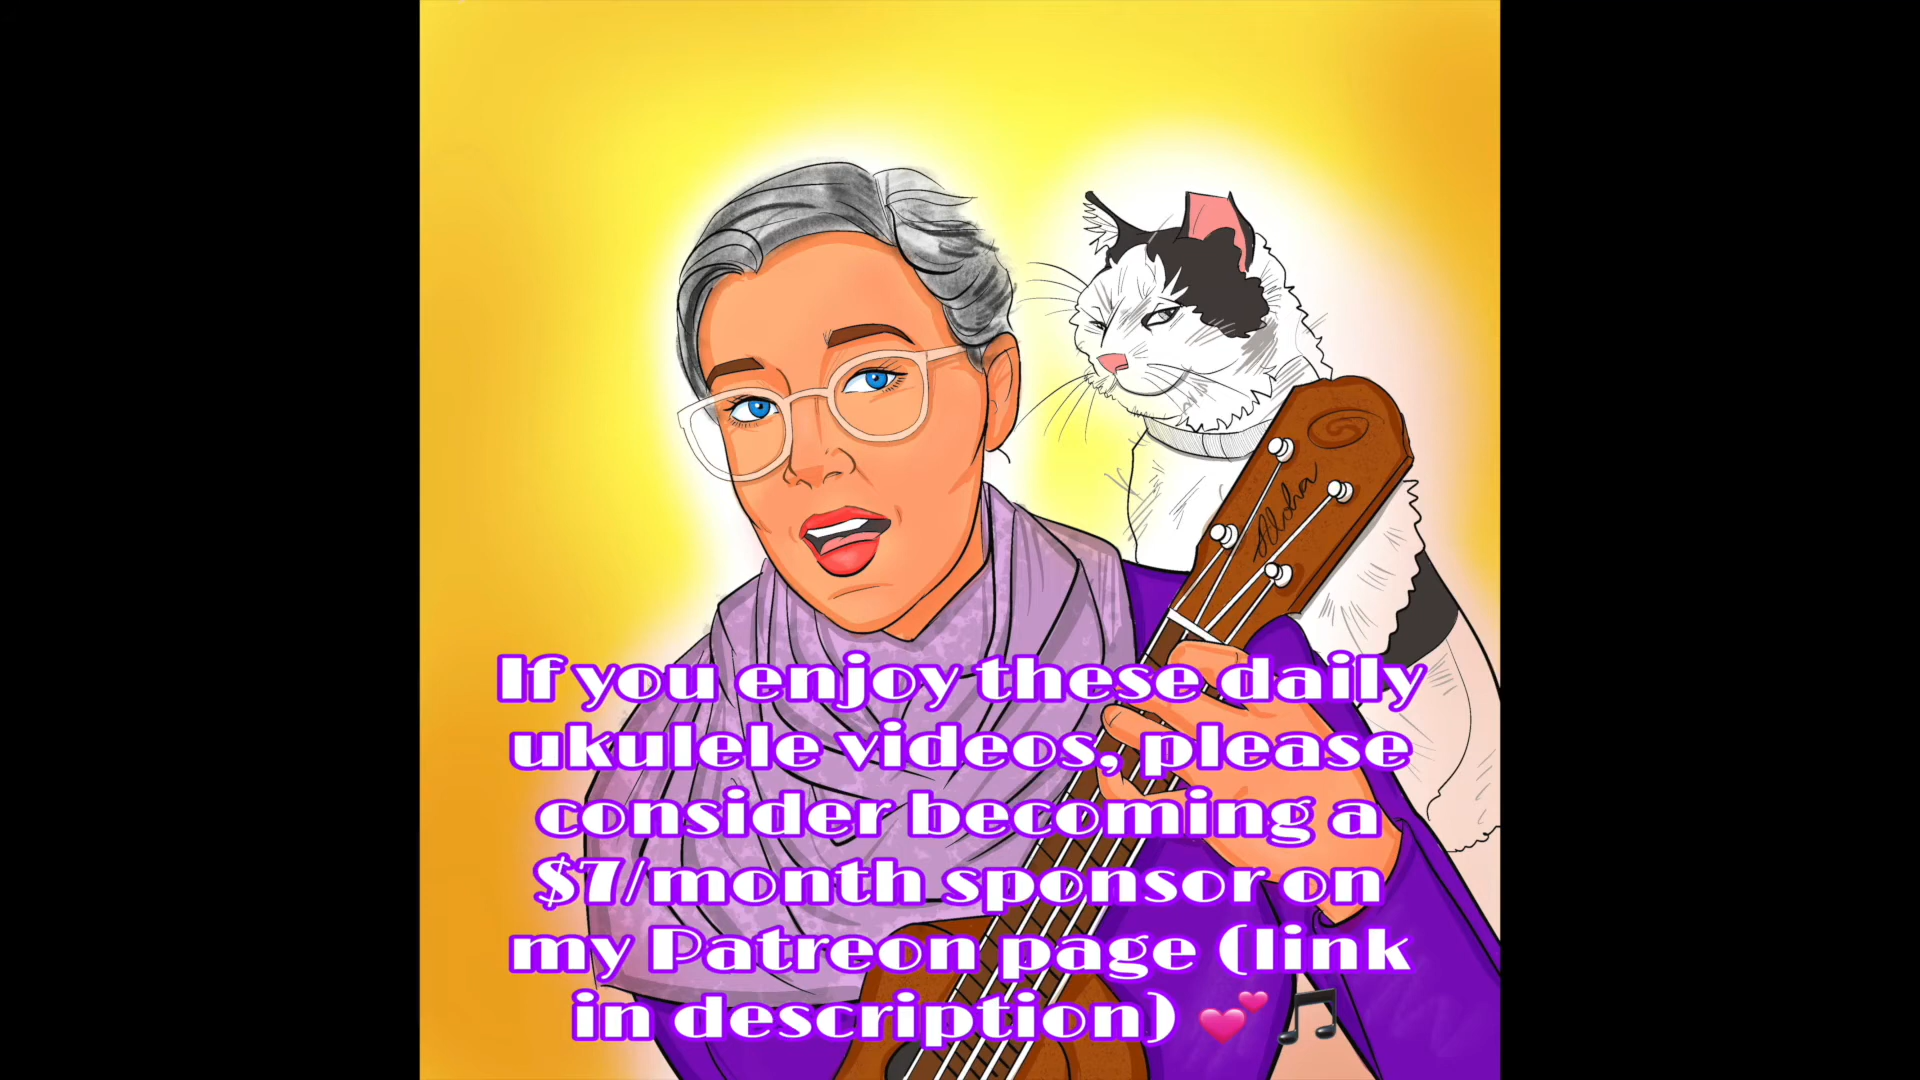 Aloha
If you enjoy these daily
ukulele videos, please
consider becoming a
$7/month sponsor on
my Patreon page (link
in description) 💕 🎵